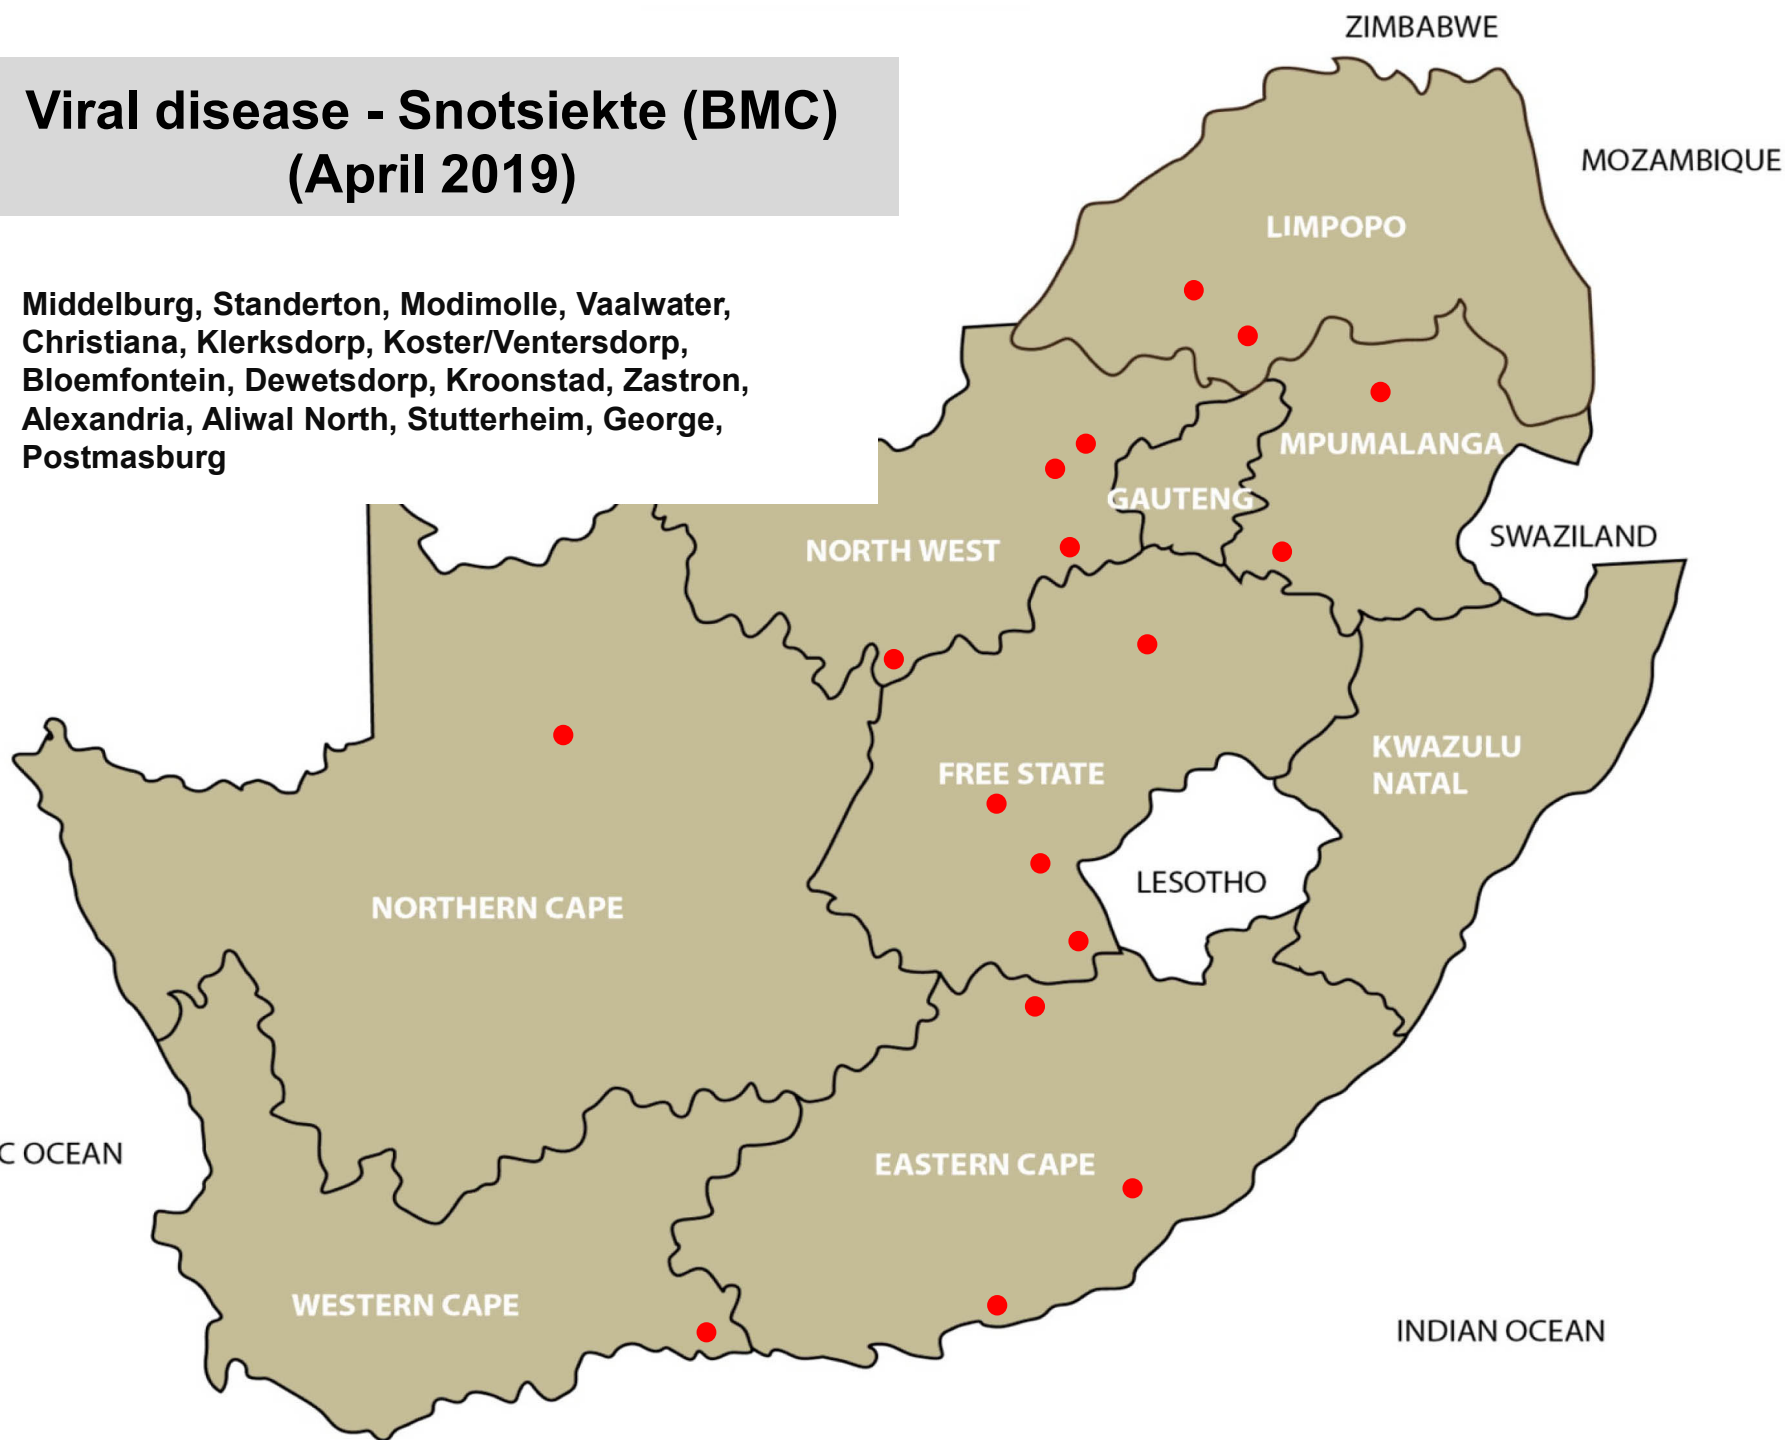 ZIMBABWE
Viral disease - Snotsiekte (BMC)
(April 2019)
MOZAMBIQUE
LIMPOPO
Middelburg, Standerton, Modimolle, Vaalwater,
Christiana, Klerksdorp, Koster/Ventersdorp,
Bloemfontein, Dewetsdorp, Kroonstad, Zastron,
Alexandria, Aliwal North, Stutterheim, George,
Postmasburg
MPUMALANGA
GAUTENG
NORTH WEST
SWAZILAND
KWAZULU
NATAL
FREE STATE
LESOTHO
NORTHERN CAPE
C OCEAN
EASTERN CAPE
WESTERN CAPE
INDIAN OCEAN